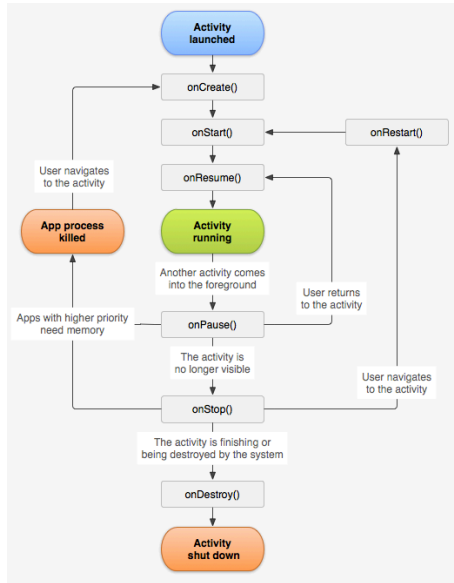 Activity
launched
onCreate()
onStart()
onRestart()
User navigates
to the activity
onResume()
App process
killed
Activity
running
Another activity comes
into the foreground
User returns
to the activity
Apps with higher priority
need memory
onPause()
The activity is
no longer visible
User navigates
to the activity
onStop()
The activity is finishing or
being destroyed by the system
onDestroy()
Activity
shut down